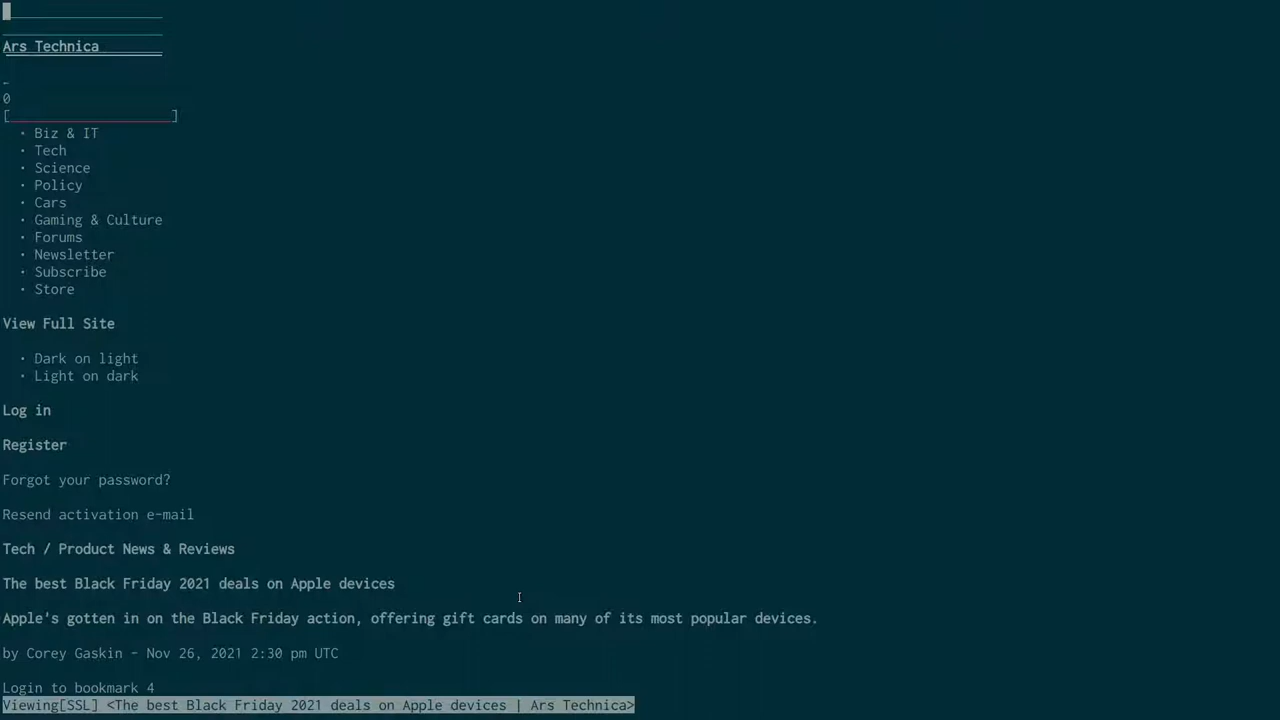 Ars Technica
0
[ ]
• Biz & IT
• Tech
• Science
• Policy
• Cars
• Gaming & Culture
• Forums
• Newsletter
• Subscribe
• Store
View Full Site
• Dark on light
• Light on dark
Log in
Register
Forgot your password?
Resend activation e-mail
Tech / Product News & Reviews
The best Black Friday 2021 deals on Apple devices
Apple's gotten in on the Black Friday action, offering gift cards on many of its most popular devices.
by Corey Gaskin - Nov 26, 2021 2:30 pm UTC
Login to bookmark 4
Viewing[SSL] <The best Black Friday 2021 deals on Apple devices | Ars Technica>